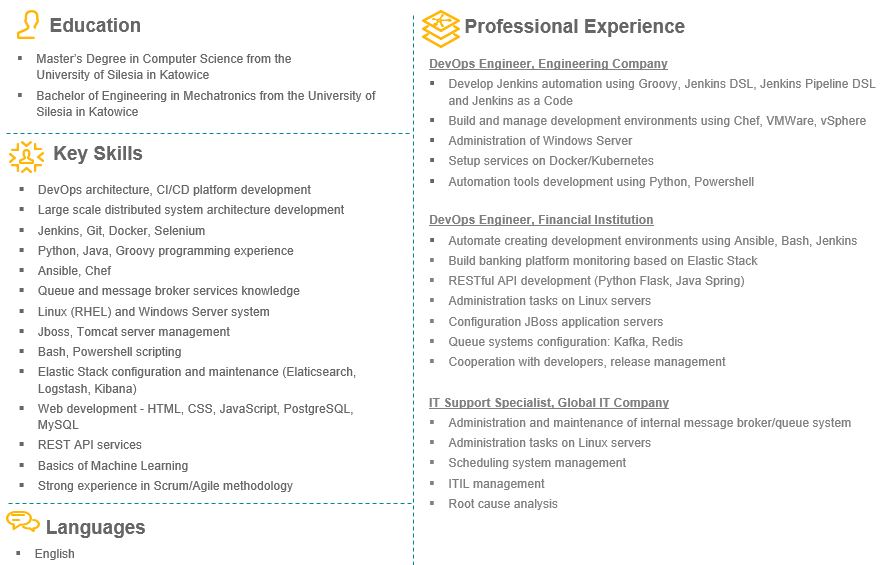 Education
▪ Master's Degree in Computer Science from the
University of Silesia in Katowice
▪ Bachelor of Engineering in Mechatronics from the University of
Silesia in Katowice
Key Skills
▪ DevOps architecture, CI/CD platform development
▪ Large scale distributed system architecture development
▪ Jenkins, Git, Docker, Selenium
▪ Python, Java, Groovy programming experience
▪ Ansible, Chef
▪ Queue and message broker services knowledge
▪ Linux (RHEL) and Windows Server system
▪ Jboss, Tomcat server management
▪ Bash, Powershell scripting
▪ Elastic Stack configuration and maintenance (Elaticsearch,
Logstash, Kibana)
▪ Web development - HTML, CSS, JavaScript, PostgreSQL,
MySQL
▪ REST API services
▪ Basics of Machine Learning
▪ Strong experience in Scrum/Agile methodology
Languages
▪ English
Professional Experience
DevOps Engineer, Engineering Company
▪ Develop Jenkins automation using Groovy, Jenkins DSL, Jenkins Pipeline DSL
and Jenkins as a Code
▪ Build and manage development environments using Chef, VMWare, vSphere
▪ Administration of Windows Server
▪ Setup services on Docker/Kubernetes
▪ Automation tools development using Python, Powershell
DevOps Engineer, Financial Institution
▪ Automate creating development environments using Ansible, Bash, Jenkins
▪ Build banking platform monitoring based on Elastic Stack
▪ RESTful API development (Python Flask, Java Spring)
▪ Administration tasks on Linux servers
▪ Configuration JBoss application servers
▪ Queue systems configuration: Kafka, Redis
▪ Cooperation with developers, release management
IT Support Specialist, Global IT Company
▪ Administration and maintenance of internal message broker/queue system
▪ Administration tasks on Linux servers
▪ Scheduling system management
▪ ITIL management
▪ Root cause analysis